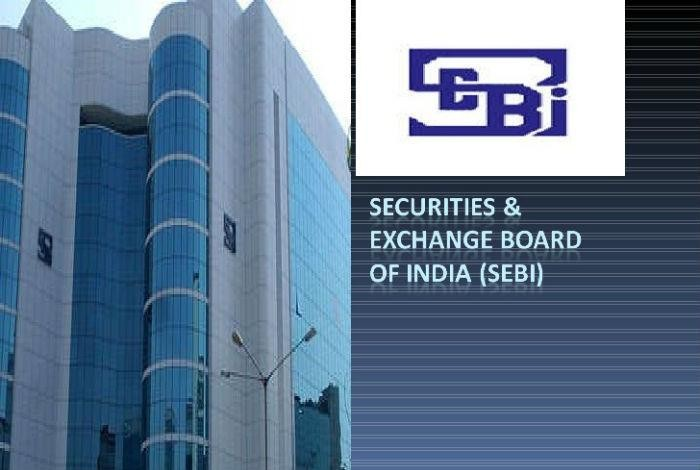 SEBI
SECURITIES &
EXCHANGE BOARD
OF INDIA (SEBI)